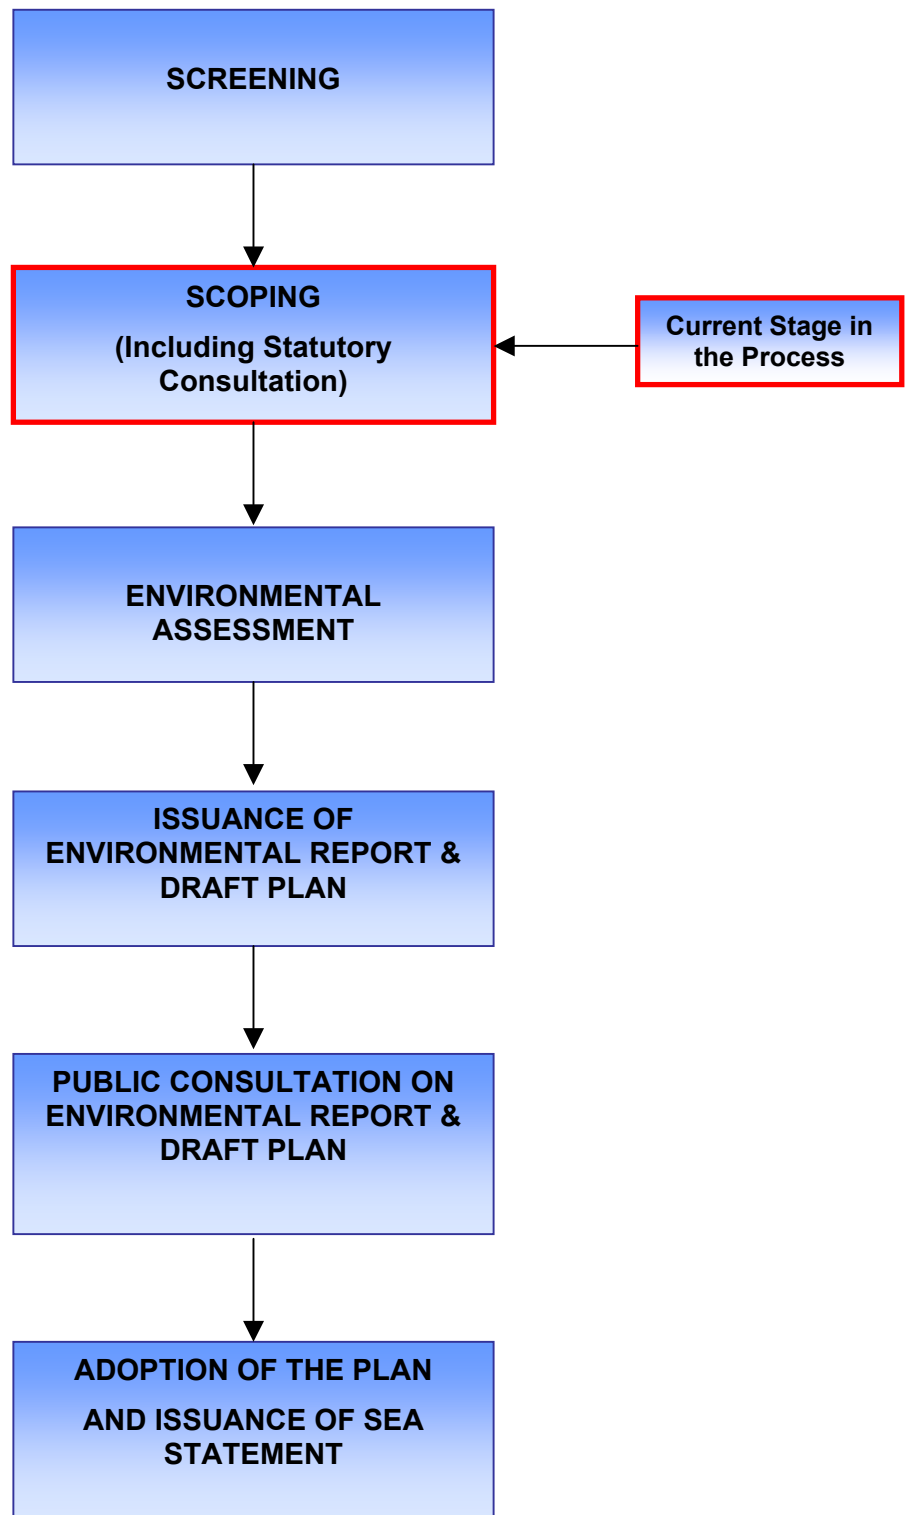 SCREENING
SCOPING
(Including Statutory
Consultation)
Current Stage in
the Process
ENVIRONMENTAL
ASSESSMENT
ISSUANCE OF
ENVIRONMENTAL REPORT &
DRAFT PLAN
PUBLIC CONSULTATION ON
ENVIRONMENTAL REPORT &
DRAFT PLAN
ADOPTION OF THE PLAN
AND ISSUANCE OF SEA
STATEMENT